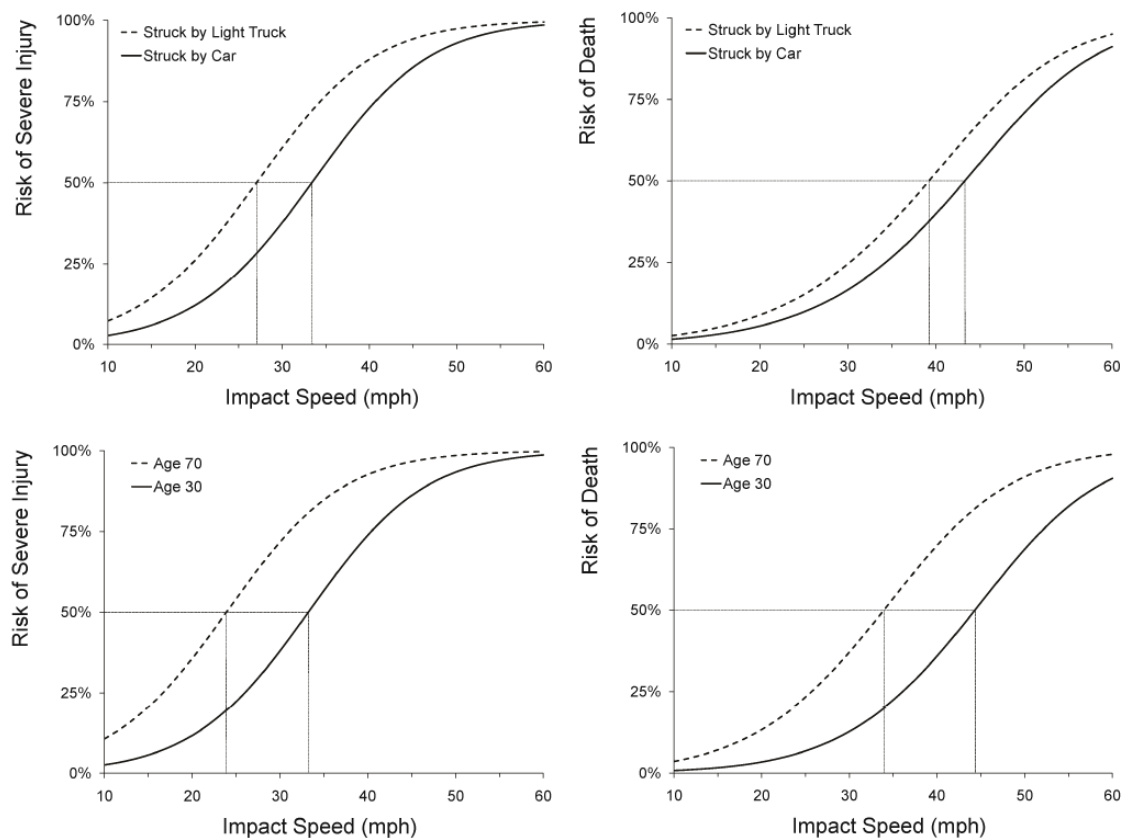 Risk of Severe Injury
100%
75%
50%
25%
0%
Struck by Light Truck
Struck by Car
10 20 30 40 50 60
Impact Speed (mph)
Risk of Death
100%
75%
50%
25%
0%
Struck by Light Truck
Struck by Car
10 20 30 40 50 60
Impact Speed (mph)
Risk of Severe Injury
100%
75%
50%
25%
0%
Age 70
Age 30
10 20 30 40 50 60
Impact Speed (mph)
Risk of Death
100%
75%
50%
25%
0%
Age 70
Age 30
10 20 30 40 50 60
Impact Speed (mph)